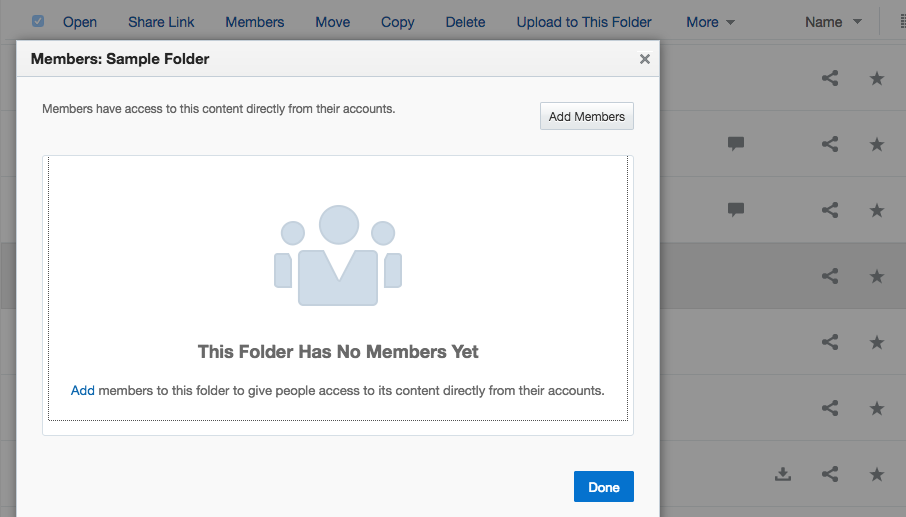 Open Share Link Members Move Copy Delete Upload to This Folder More Name
Members: Sample Folder
Members have access to this content directly from their accounts.
Add Members
This Folder Has No Members Yet
Add members to this folder to give people access to its content directly from their accounts.
Done